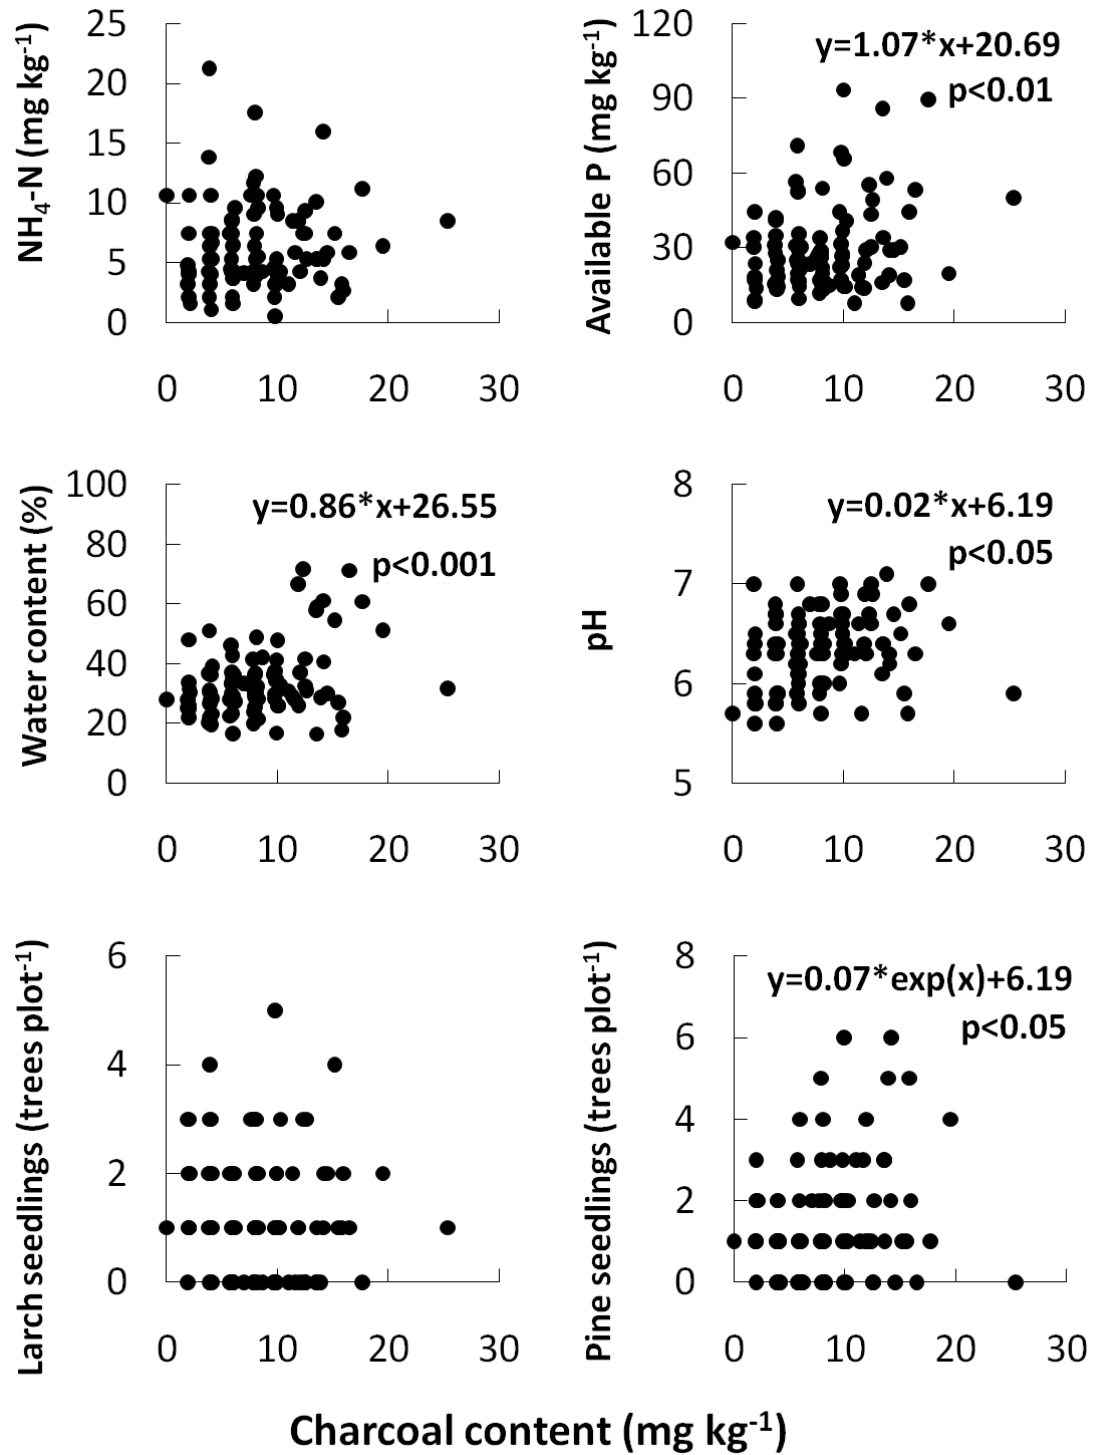 NH₄-N (mg kg⁻¹)
25
20
15
10
5
0
0 10 20 30
Available P (mg kg⁻¹)
120
90
60
30
0
y=1.07*x+20.69
p<0.01
0 10 20 30
Water content (%)
100
80
60
40
20
0
y=0.86*x+26.55
p<0.001
0 10 20 30
pH
8
7
6
5
y=0.02*x+6.19
p<0.05
0 10 20 30
Larch seedlings (trees plot⁻¹)
6
4
2
0
0 10 20 30
Pine seedlings (trees plot⁻¹)
8
6
4
2
0
y=0.07*exp(x)+6.19
p<0.05
0 10 20 30
Charcoal content (mg kg⁻¹)